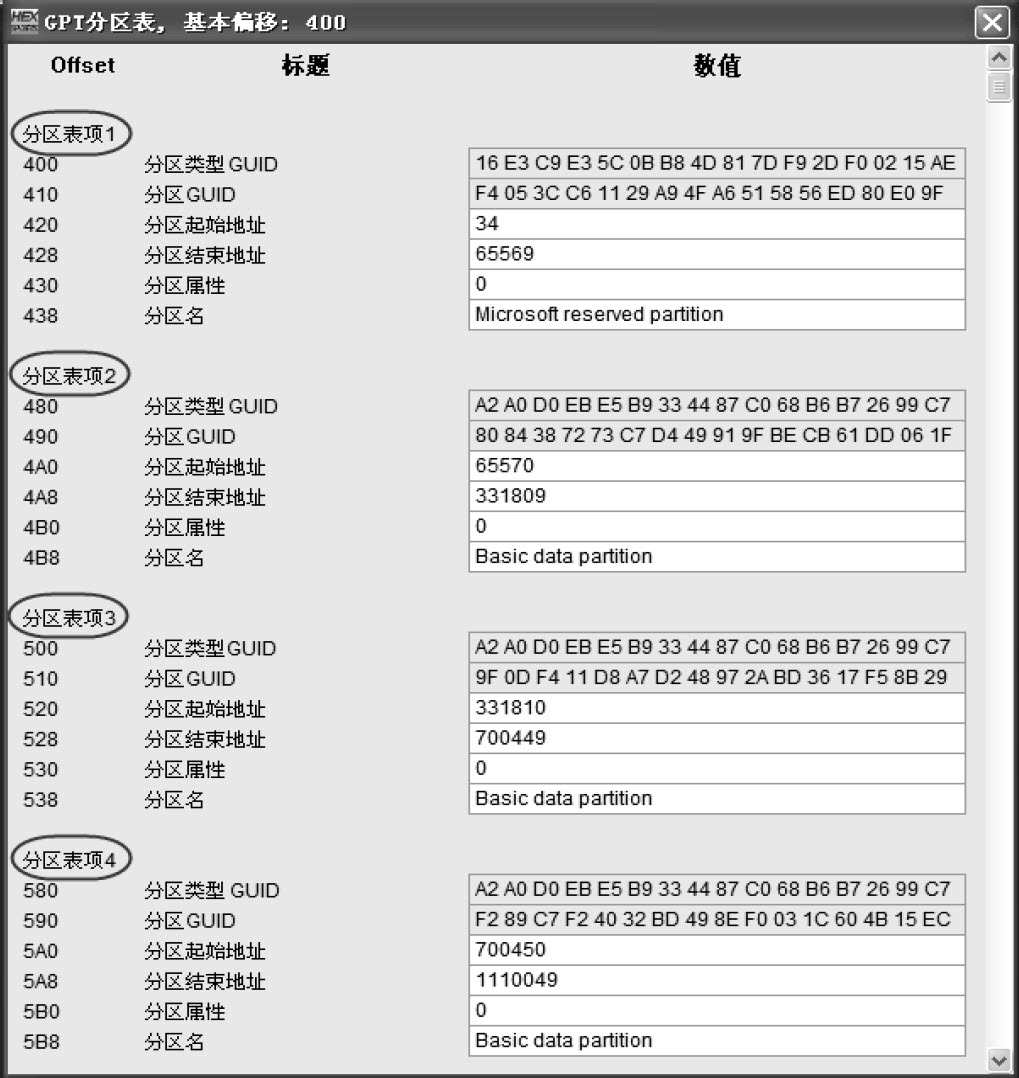 GPT分区表, 基本偏移: 400
Offset 标题 数值
分区表项1
400 分区类型 GUID 16 E3 C9 E3 5C 0B B8 4D 81 7D F9 2D F0 02 15 AE
410 分区 GUID F4 05 3C C6 11 29 A9 4F A6 51 58 56 ED 80 E0 9F
420 分区起始地址 34
428 分区结束地址 65569
430 分区属性 0
438 分区名 Microsoft reserved partition
分区表项2
480 分区类型 GUID A2 A0 D0 EB E5 B9 33 44 87 C0 68 B6 B7 26 99 C7
490 分区 GUID 80 84 38 72 73 C7 D4 49 91 9F BE CB 61 DD 06 1F
4A0 分区起始地址 65570
4A8 分区结束地址 331809
4B0 分区属性 0
4B8 分区名 Basic data partition
分区表项3
500 分区类型GUID A2 A0 D0 EB E5 B9 33 44 87 C0 68 B6 B7 26 99 C7
510 分区 GUID 9F 0D F4 11 D8 A7 D2 48 97 2A BD 36 17 F5 8B 29
520 分区起始地址 331810
528 分区结束地址 700449
530 分区属性 0
538 分区名 Basic data partition
分区表项4
580 分区类型 GUID A2 A0 D0 EB E5 B9 33 44 87 C0 68 B6 B7 26 99 C7
590 分区 GUID F2 89 C7 F2 40 32 BD 49 8E F0 03 1C 60 4B 15 EC
5A0 分区起始地址 700450
5A8 分区结束地址 1110049
5B0 分区属性 0
5B8 分区名 Basic data partition